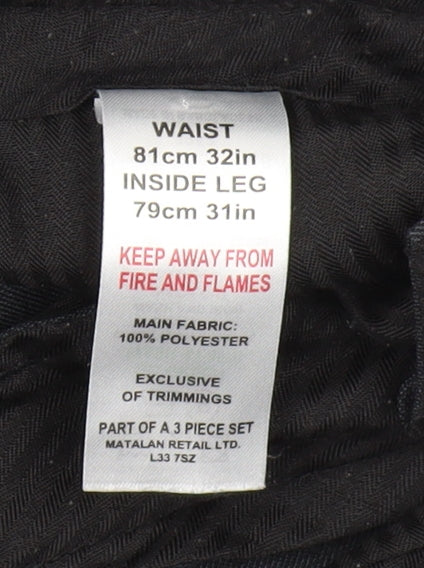 WAIST
81cm 32in
INSIDE LEG
79cm 31in
KEEP AWAY FROM
FIRE AND FLAMES
MAIN FABRIC:
100% POLYESTER
EXCLUSIVE
OF TRIMMINGS
PART OF A 3 PIECE SET
MATALAN RETAIL LTD.
L33 7SZ